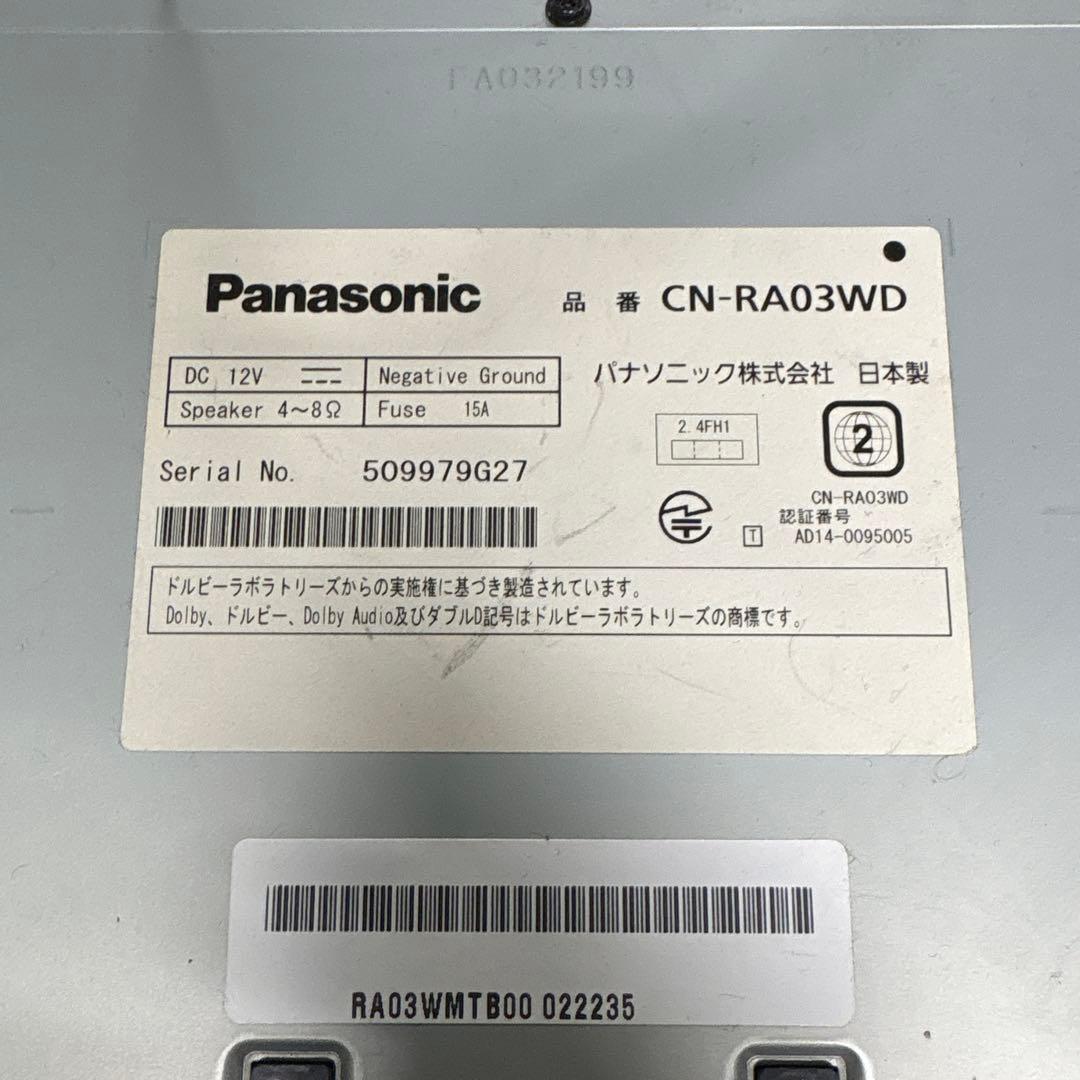 FA032199
Panasonic 品 番 CN-RA03WD
DC 12V Negative Ground
Speaker 4～8Ω Fuse 15A
パナソニック株式会社 日本製
2.4FH1
2
Serial No. 509979G27
CN-RA03WD
認証番号
T AD14-0095005
ドルビーラボラトリーズからの実施権に基づき製造されています。
Dolby、ドルビー、Dolby Audio及びダブルD記号はドルビーラボラトリーズの商標です。
RA03WMTB00 022235